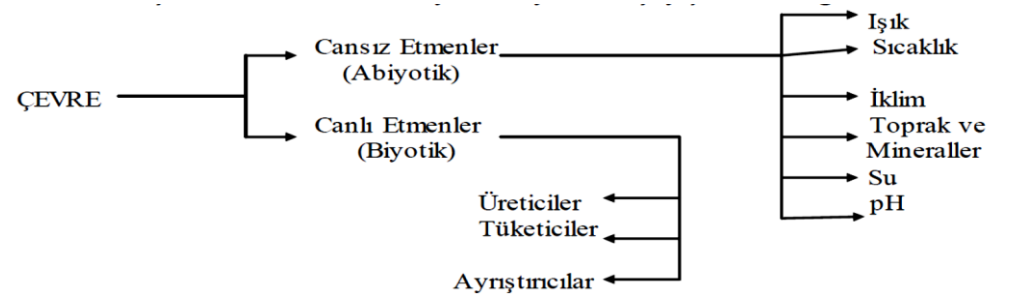 ÇEVRE
Cansız Etmenler
(Abiyotik)
Işık
Sıcaklık
İklim
Toprak ve
Mineraller
Su
pH
Canlı Etmenler
(Biyotik)
Üreticiler
Tüketiciler
Ayrıştırıcılar